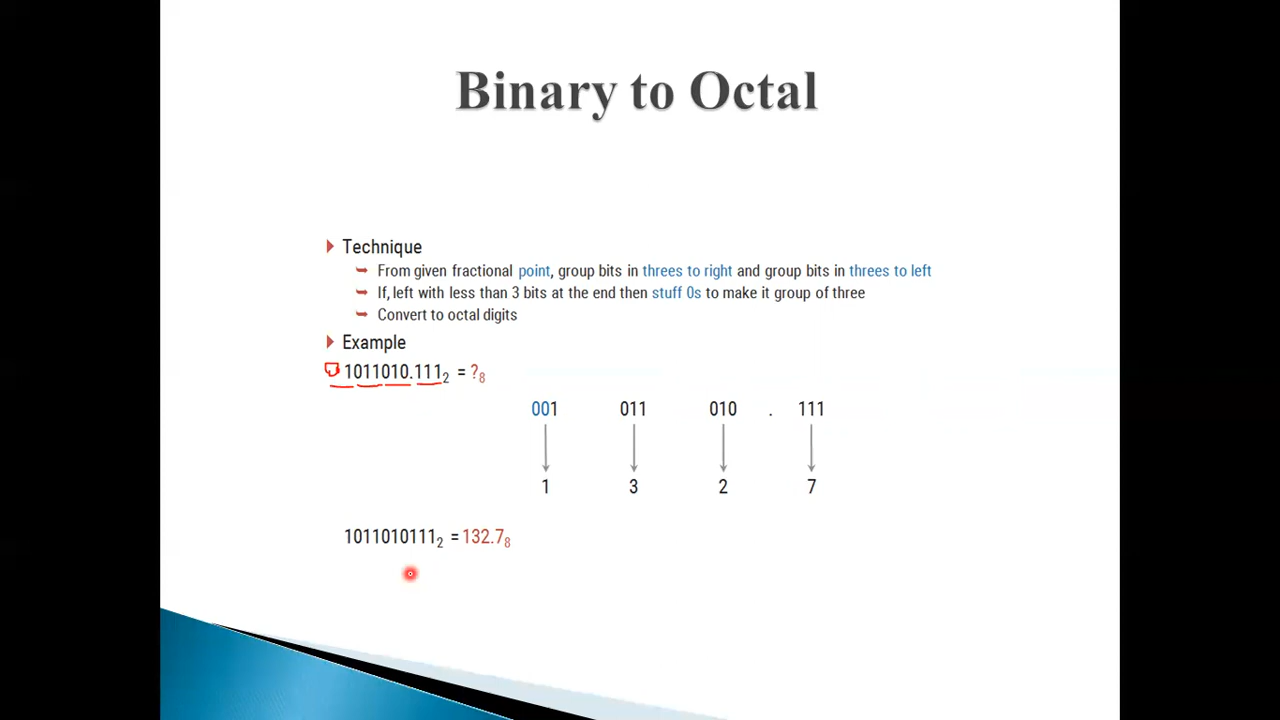 Binary to Octal
Technique
From given fractional point, group bits in threes to right and group bits in threes to left
If, left with less than 3 bits at the end then stuff 0s to make it group of three
Convert to octal digits
Example
1011010.111₂ = ?₈
001 011 010 . 111
1 3 2 7
1011010111₂ = 132.7₈